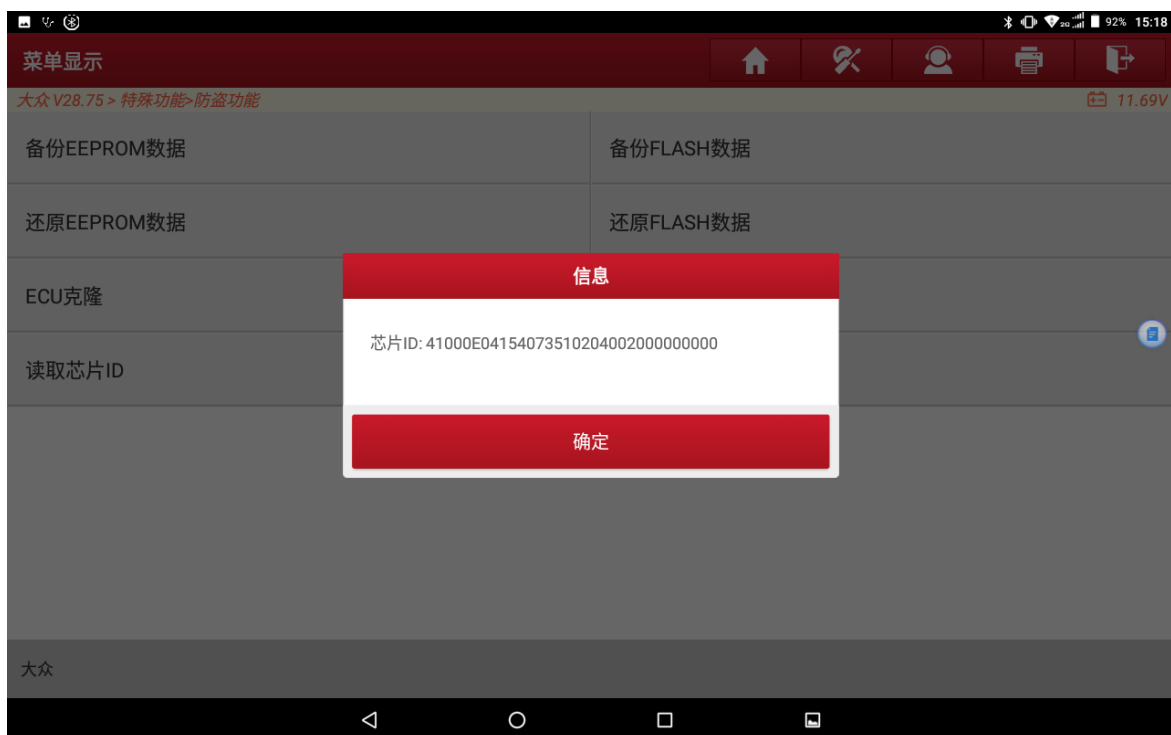 92% 15:18
菜单显示
大众 V28.75 > 特殊功能>防盗功能
11.69V
备份EEPROM数据
备份FLASH数据
还原EEPROM数据
还原FLASH数据
信息
ECU克隆
芯片ID: 41000E041540735102040020000000000
读取芯片ID
确定
大众